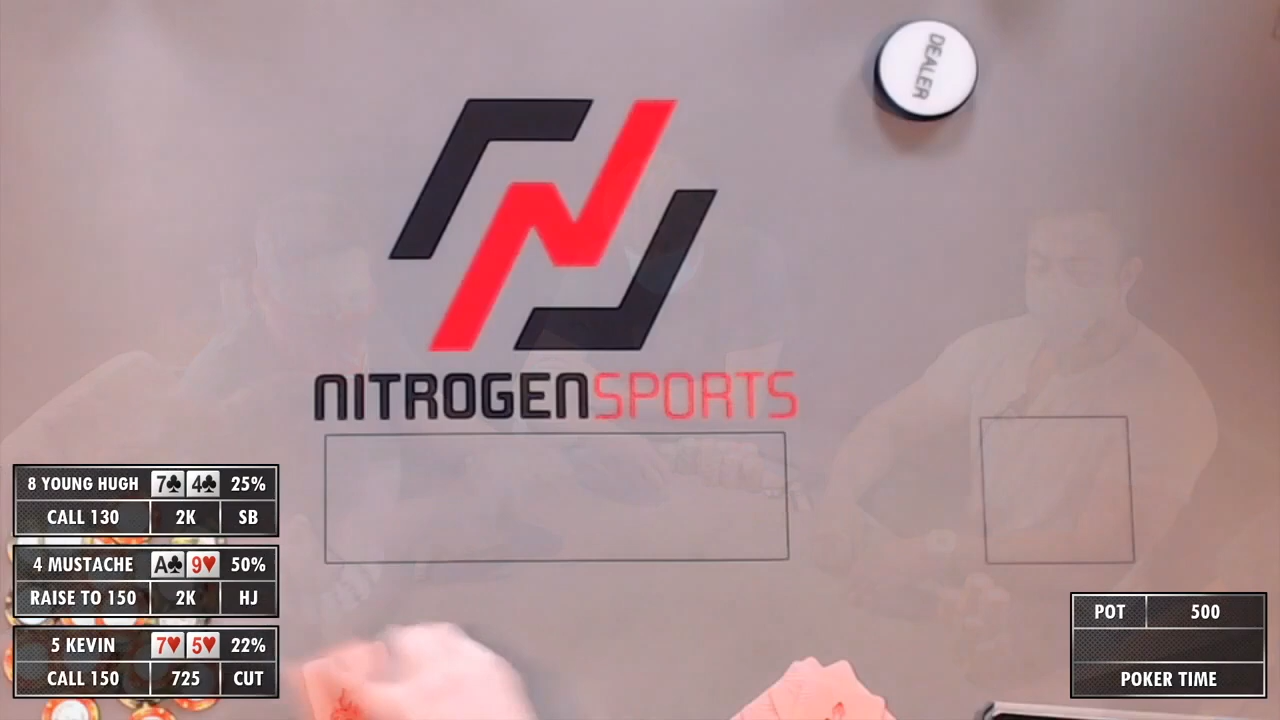 DEALER
NITROGENSPORTS
8 YOUNG HUGH 7♣ 4♣ 25%
CALL 130 2K SB
4 MUSTACHE A♣ 9♥ 50%
RAISE TO 150 2K HJ
5 KEVIN 7♥ 5♥ 22%
CALL 150 725 CUT
POT 500
POKER TIME